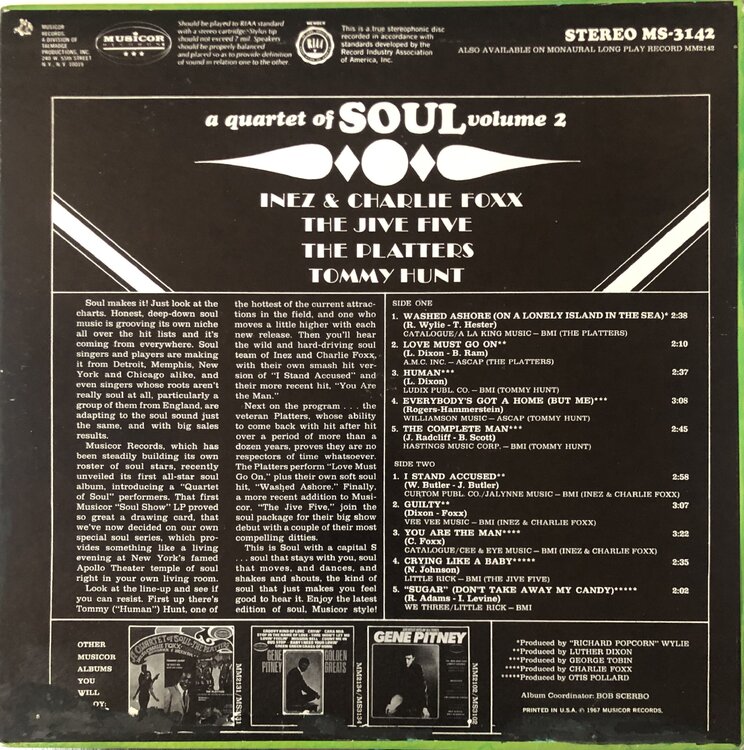 MUSICOR
RECORDS,
A DIVISION OF
TALMADGE
PRODUCTIONS, INC.
240 W. 55th STREET
N.Y., N.Y. 10019
MUSICOR
RECORDS
Should be played to RIAA standard
with a stereo cartridge/Stylus tip
should not exceed 7 mil. Speakers
should be properly balanced
and placed so as to provide definition
of sound in relation one to the other.
MEMBER
This is a true stereophonic disc
recorded in accordance with
standards developed by the
Record Industry Association
of America, Inc.
STEREO MS-3142
ALSO AVAILABLE ON MONAURAL LONG PLAY RECORD MM2142
a quartet of SOUL volume 2
INEZ & CHARLIE FOXX
THE JIVE FIVE
THE PLATTERS
TOMMY HUNT
Soul makes it! Just look at the
charts. Honest, deep-down soul
music is grooving its own niche
all over the hit lists and it's
coming from everywhere. Soul
singers and players are making
it from Detroit, Memphis, New
York and Chicago alike, and
even singers whose roots aren't
really soul at all, particularly a
group of them from England, are
adapting to the soul sound just
the same, and with big sales
results.
Musicor Records, which has
been steadily building its own
roster of soul stars, recently
unveiled its first all-star soul
album, introducing a "Quartet
of Soul" performers. That first
Musicor "Soul Show" LP proved
so great a drawing card, that
we've now decided on our own
special soul series, which pro-
vides something like a living
evening at New York's famed
Apollo Theater temple of soul
right in your own living room.
Look at the line-up and see if
you can resist. First up there's
Tommy ("Human") Hunt, one of
the hottest of the current attrac-
tions in the field, and one who
moves a little higher with each
new release. Then you'll hear
the wild and hard-driving soul
team of Inez and Charlie Foxx,
with their own smash hit ver-
sion of "I Stand Accused" and
their more recent hit, "You Are
the Man."
Next on the program . . . the
veteran Platters, whose ability
to come back with hit after hit
over a period of more than a
dozen years, proves they are no
respectors of time whatsoever.
The Platters perform "Love Must
Go On," plus their own soft soul
hit, "Washed Ashore." Finally,
a more recent addition to Musi-
cor, "The Jive Five," join the
soul package for their big show
debut with a couple of their most
compelling ditties.
This is Soul with a capital S
. . . soul that stays with you, soul
that moves, and dances, and
shakes and shouts, the kind of
soul that just makes you feel
good to hear it. Enjoy the latest
edition of soul, Musicor style!
SIDE ONE
1. WASHED ASHORE (ON A LONELY ISLAND IN THE SEA)* 2:38
(R. Wylie - T. Hester)
CATALOGUE/A LA KING MUSIC – BMI (THE PLATTERS)
2. LOVE MUST GO ON** 2:10
(L. Dixon - B. Ram)
A.M.C. INC. – ASCAP (THE PLATTERS)
3. HUMAN*** 2:37
(L. Dixon)
LUDIX PUBL. CO. – BMI (TOMMY HUNT)
4. EVERYBODY'S GOT A HOME (BUT ME)*** 3:08
(Rogers-Hammerstein)
WILLIAMSON MUSIC – ASCAP (TOMMY HUNT)
5. THE COMPLETE MAN*** 2:45
(J. Radcliff - B. Scott)
HASTINGS MUSIC CORP. – BMI (TOMMY HUNT)
SIDE TWO
1. I STAND ACCUSED** 2:58
(W. Butler - J. Butler)
CURTOM PUBL. CO./JALYNNE MUSIC – BMI (INEZ & CHARLIE FOXX)
2. GUILTY** 3:07
(Dixon - Foxx)
VEE VEE MUSIC – BMI (INEZ & CHARLIE FOXX)
3. YOU ARE THE MAN**** 3:22
(C. Foxx)
CATALOGUE/CEE & EYE MUSIC – BMI (INEZ & CHARLIE FOXX)
4. CRYING LIKE A BABY***** 2:35
(N. Johnson)
LITTLE RICK – BMI (THE JIVE FIVE)
5. "SUGAR" (DON'T TAKE AWAY MY CANDY)***** 2:02
(R. Adams - I. Levine)
WE THREE/LITTLE RICK – BMI
OTHER
MUSICOR
ALBUMS
YOU
WILL
OY:
MM2131/MS3131
GENE
PITNEY
GOLDEN
GREATS
MM2134/MS3134
GENE PITNEY
MM2102/MS3102
*Produced by "RICHARD POPCORN" WYLIE
**Produced by LUTHER DIXON
***Produced by GEORGE TOBIN
****Produced by CHARLIE FOXX
*****Produced by OTIS POLLARD
Album Coordinator: BOB SCERBO
PRINTED IN U.S.A. ℗ 1967 MUSICOR RECORDS.